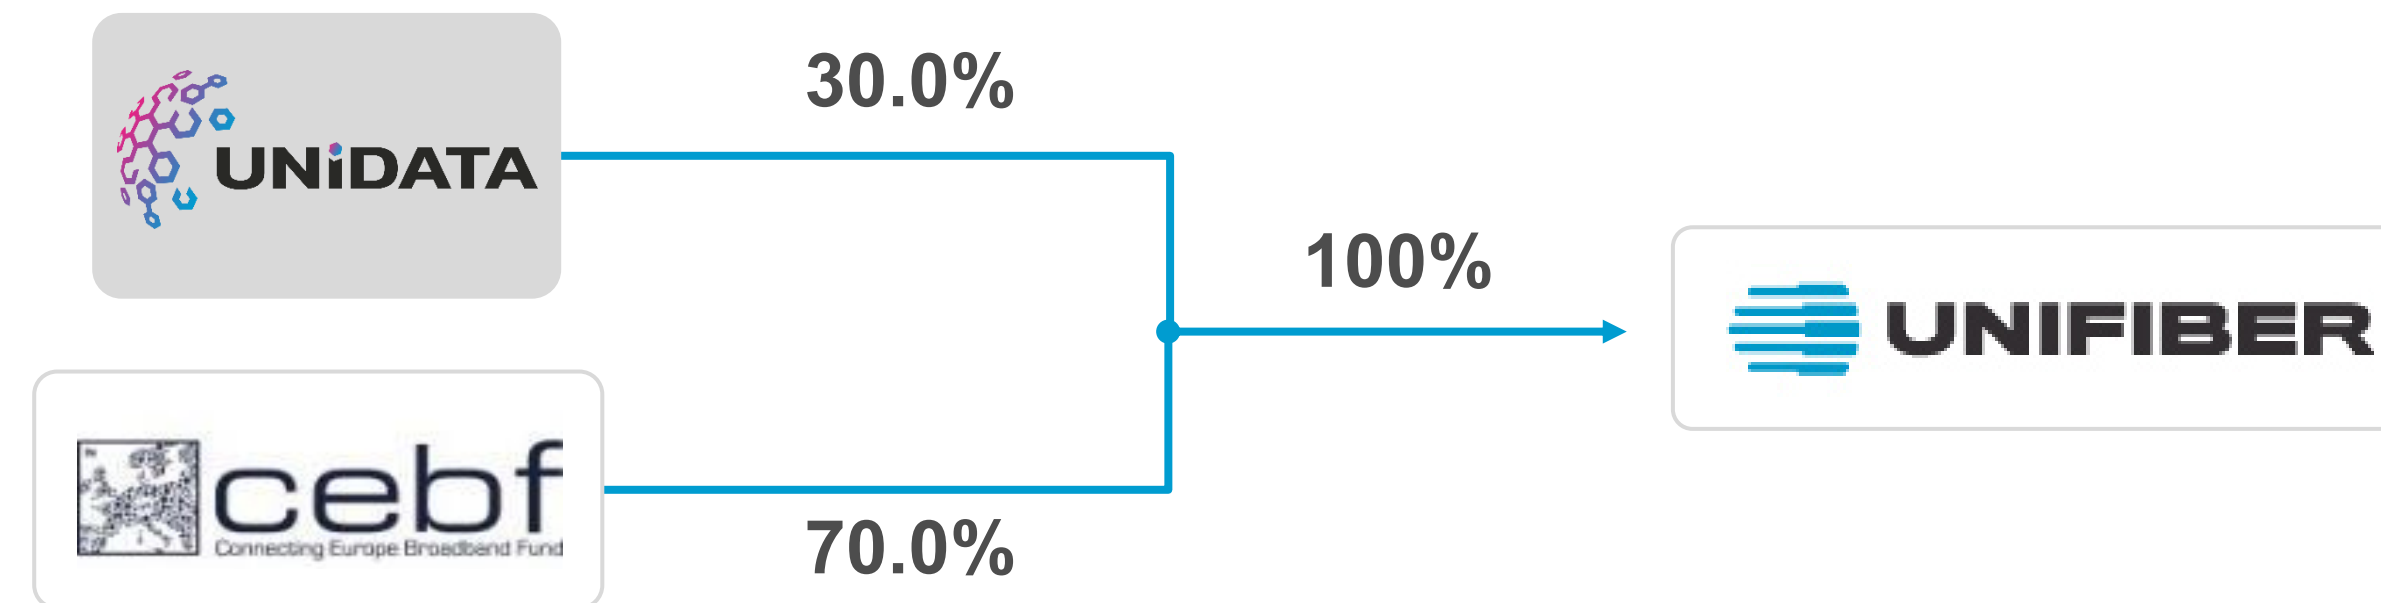 30.0%
UNiDATA
100%
UNIFIBER
cebf
Connecting Europe Broadband Fund
70.0%